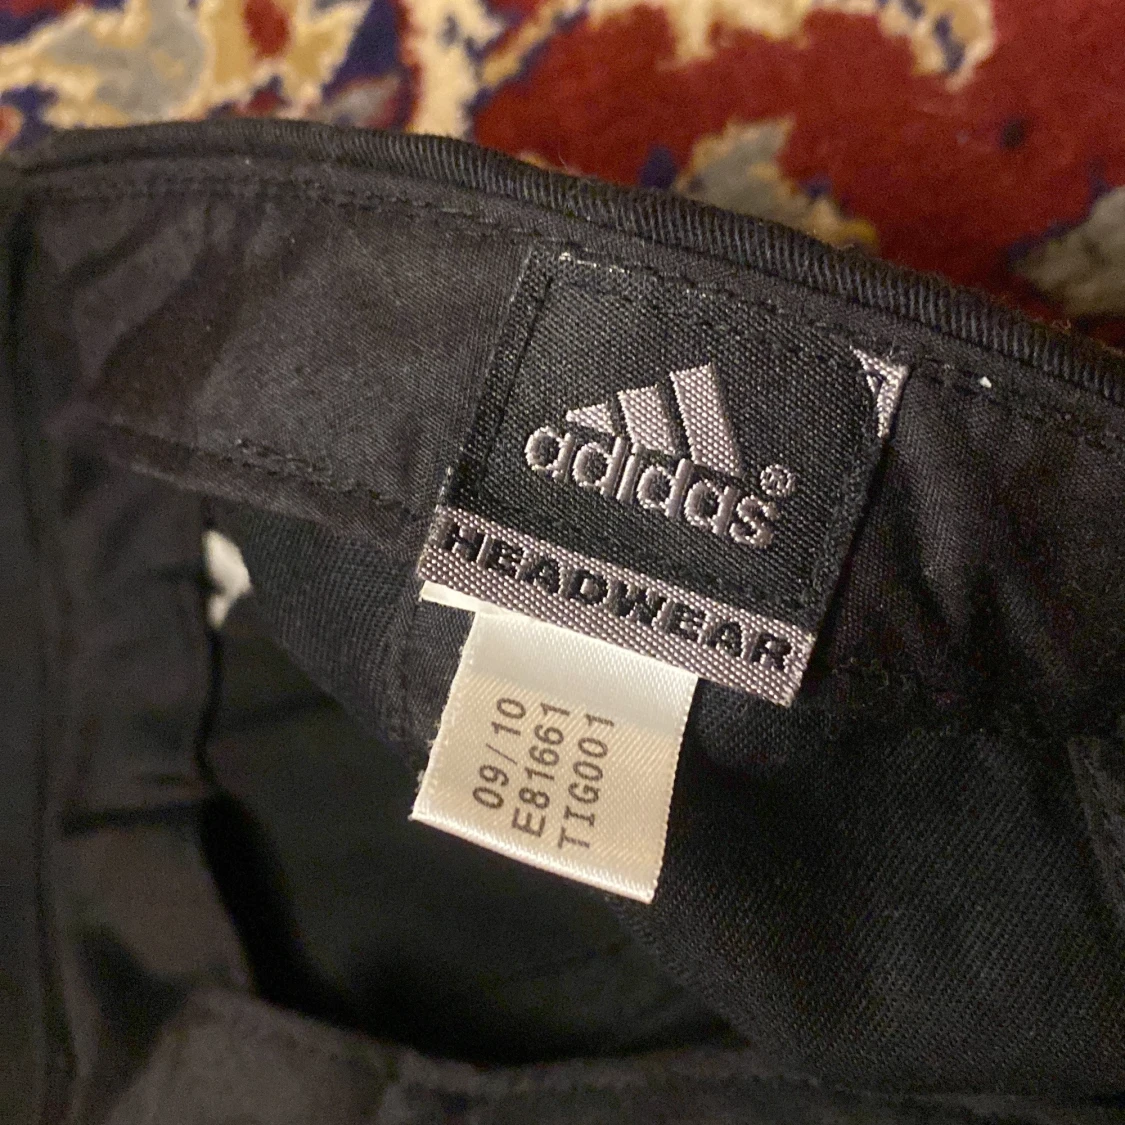 adidas®
HEADWEAR
09/10
E81661
TIG001